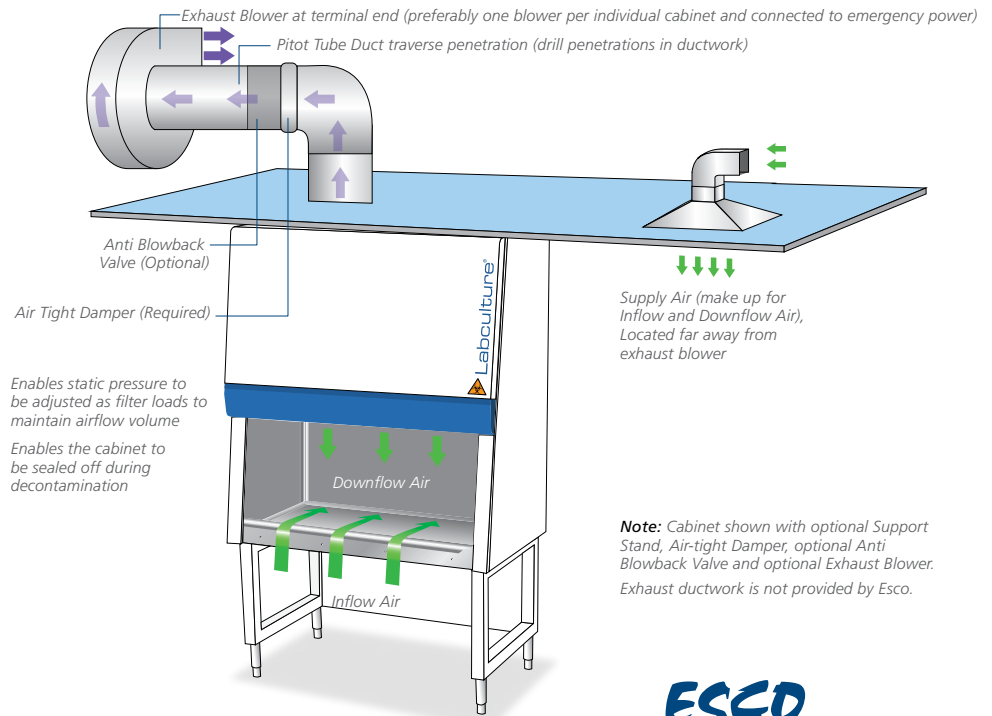 Exhaust Blower at terminal end (preferably one blower per individual cabinet and connected to emergency power)
Pitot Tube Duct traverse penetration (drill penetrations in ductwork)
Anti Blowback
Valve (Optional)
Air Tight Damper (Required)
Enables static pressure to
be adjusted as filter loads to
maintain airflow volume
Enables the cabinet to
be sealed off during
decontamination
Labculture®
Downflow Air
Inflow Air
Supply Air (make up for
Inflow and Downflow Air),
Located far away from
exhaust blower
Note: Cabinet shown with optional Support
Stand, Air-tight Damper, optional Anti
Blowback Valve and optional Exhaust Blower.
Exhaust ductwork is not provided by Esco.
ESCO